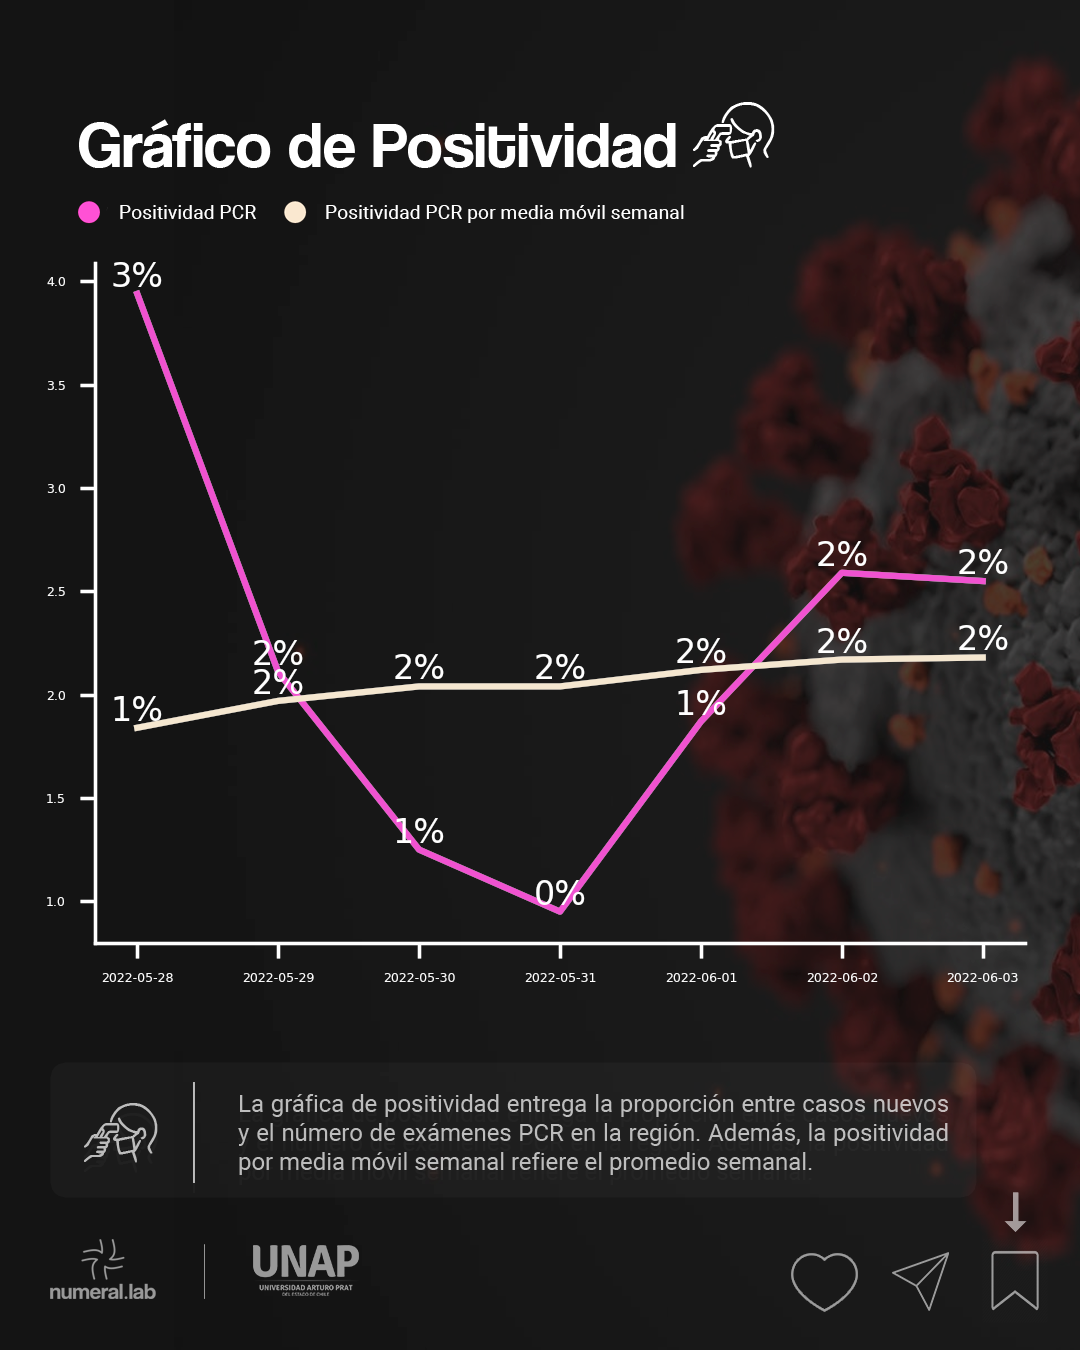 Gráfico de Positividad
Positividad PCR
Positividad PCR por media móvil semanal
4.0
3.5
3.0
2.5
2.0
1.5
1.0
3%
2%
1%
0%
1%
2%
2%
1%
2%
2%
2%
2%
2%
2%
2022-05-28
2022-05-29
2022-05-30
2022-05-31
2022-06-01
2022-06-02
2022-06-03
La gráfica de positividad entrega la proporción entre casos nuevos
y el número de exámenes PCR en la región. Además, la positividad
por media móvil semanal refiere el promedio semanal.
numeral.lab
UNAP
UNIVERSIDAD ARTURO PRAT
DEL ESTADO DE CHILE